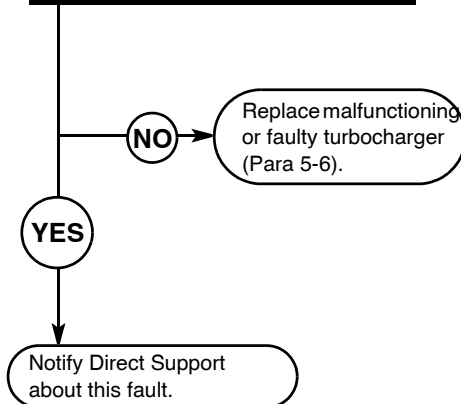 NO
Replace malfunctioning
or faulty turbocharger
(Para 5-6).
YES
Notify Direct Support
about this fault.